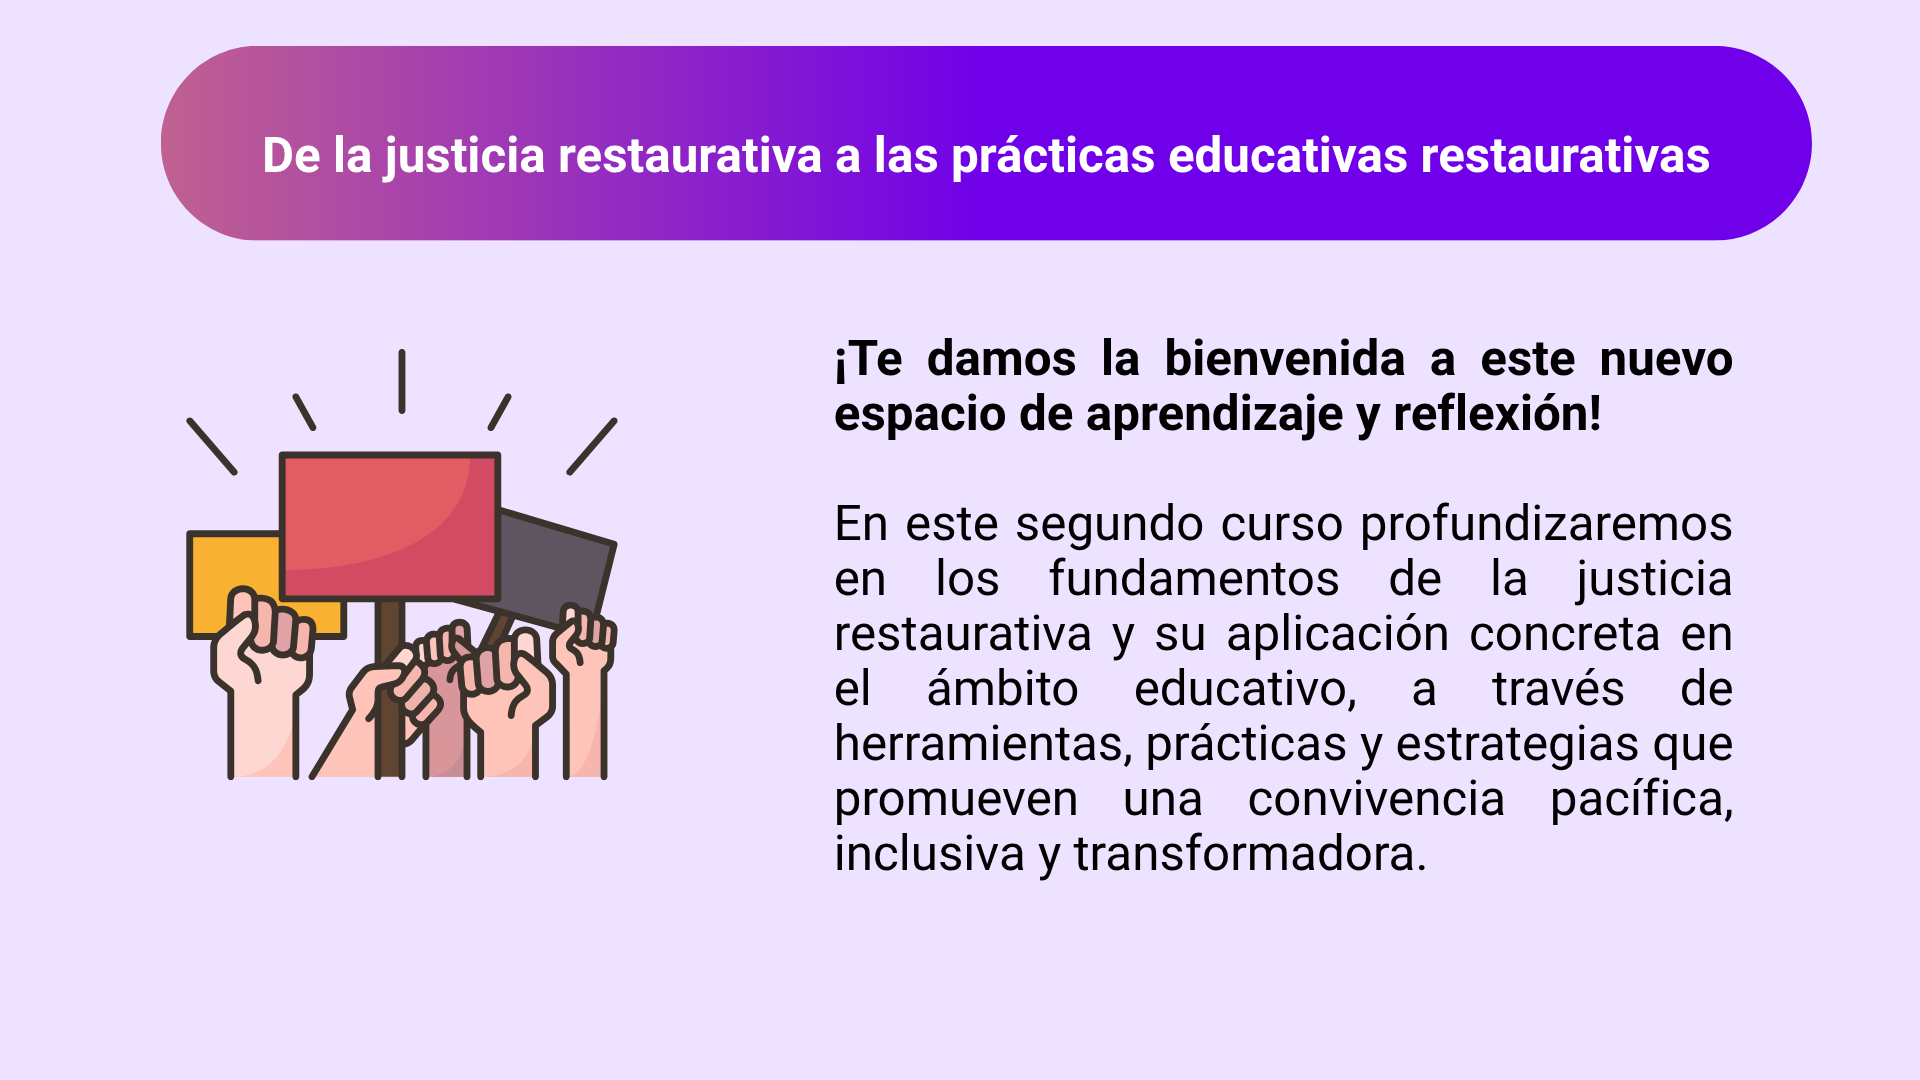 De la justicia restaurativa a las prácticas educativas restaurativas
¡Te damos la bienvenida a este nuevo
espacio de aprendizaje y reflexión!
En este segundo curso profundizaremos
en los fundamentos de la justicia
restaurativa y su aplicación concreta en
el ámbito educativo, a través de
herramientas, prácticas y estrategias que
promueven una convivencia pacífica,
inclusiva y transformadora.